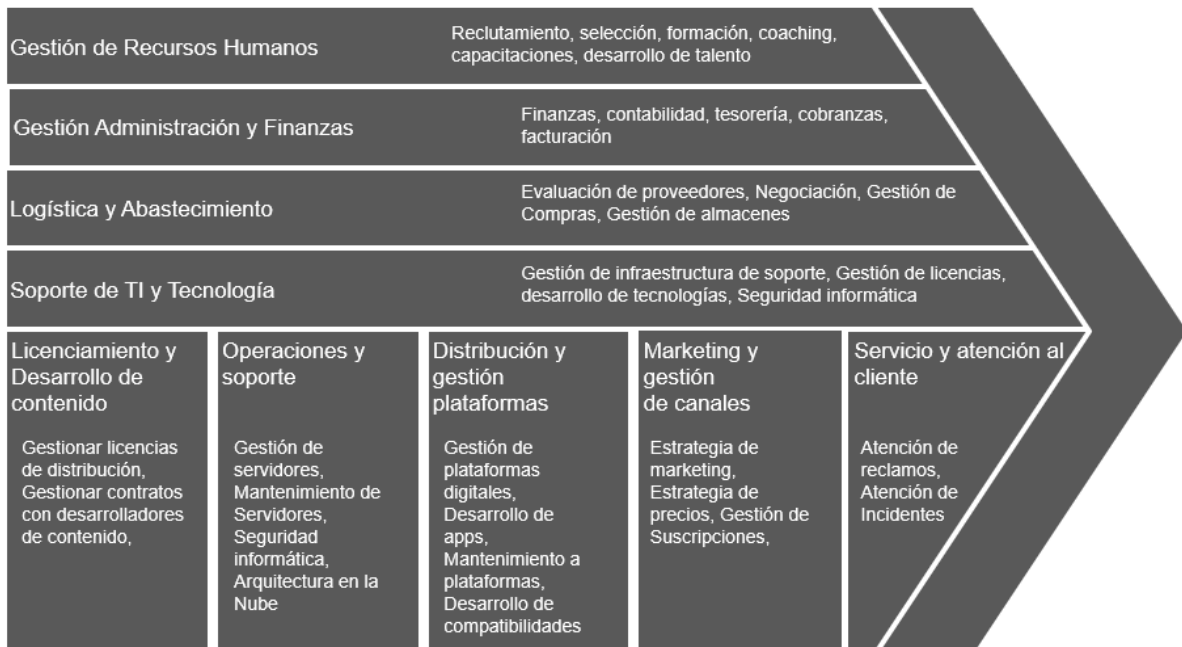 Gestión de Recursos Humanos
Reclutamiento, selección, formación, coaching,
capacitaciones, desarrollo de talento
Gestión Administración y Finanzas
Finanzas, contabilidad, tesorería, cobranzas,
facturación
Logística y Abastecimiento
Evaluación de proveedores, Negociación, Gestión de
Compras, Gestión de almacenes
Soporte de TI y Tecnología
Gestión de infraestructura de soporte, Gestión de licencias,
desarrollo de tecnologías, Seguridad informática
Licenciamiento y
Desarrollo de
contenido
Gestionar licencias
de distribución,
Gestionar contratos
con desarrolladores
de contenido,
Operaciones y
soporte
Gestión de
servidores,
Mantenimiento de
Servidores,
Seguridad
informática,
Arquitectura en la
Nube
Distribución y
gestión
plataformas
Gestión de
plataformas
digitales,
Desarrollo de
apps,
Mantenimiento a
plataformas,
Desarrollo de
compatibilidades
Marketing y
gestión
de canales
Estrategia de
marketing,
Estrategia de
precios, Gestión de
Suscripciones,
Servicio y atención al
cliente
Atención de
reclamos,
Atención de
Incidentes